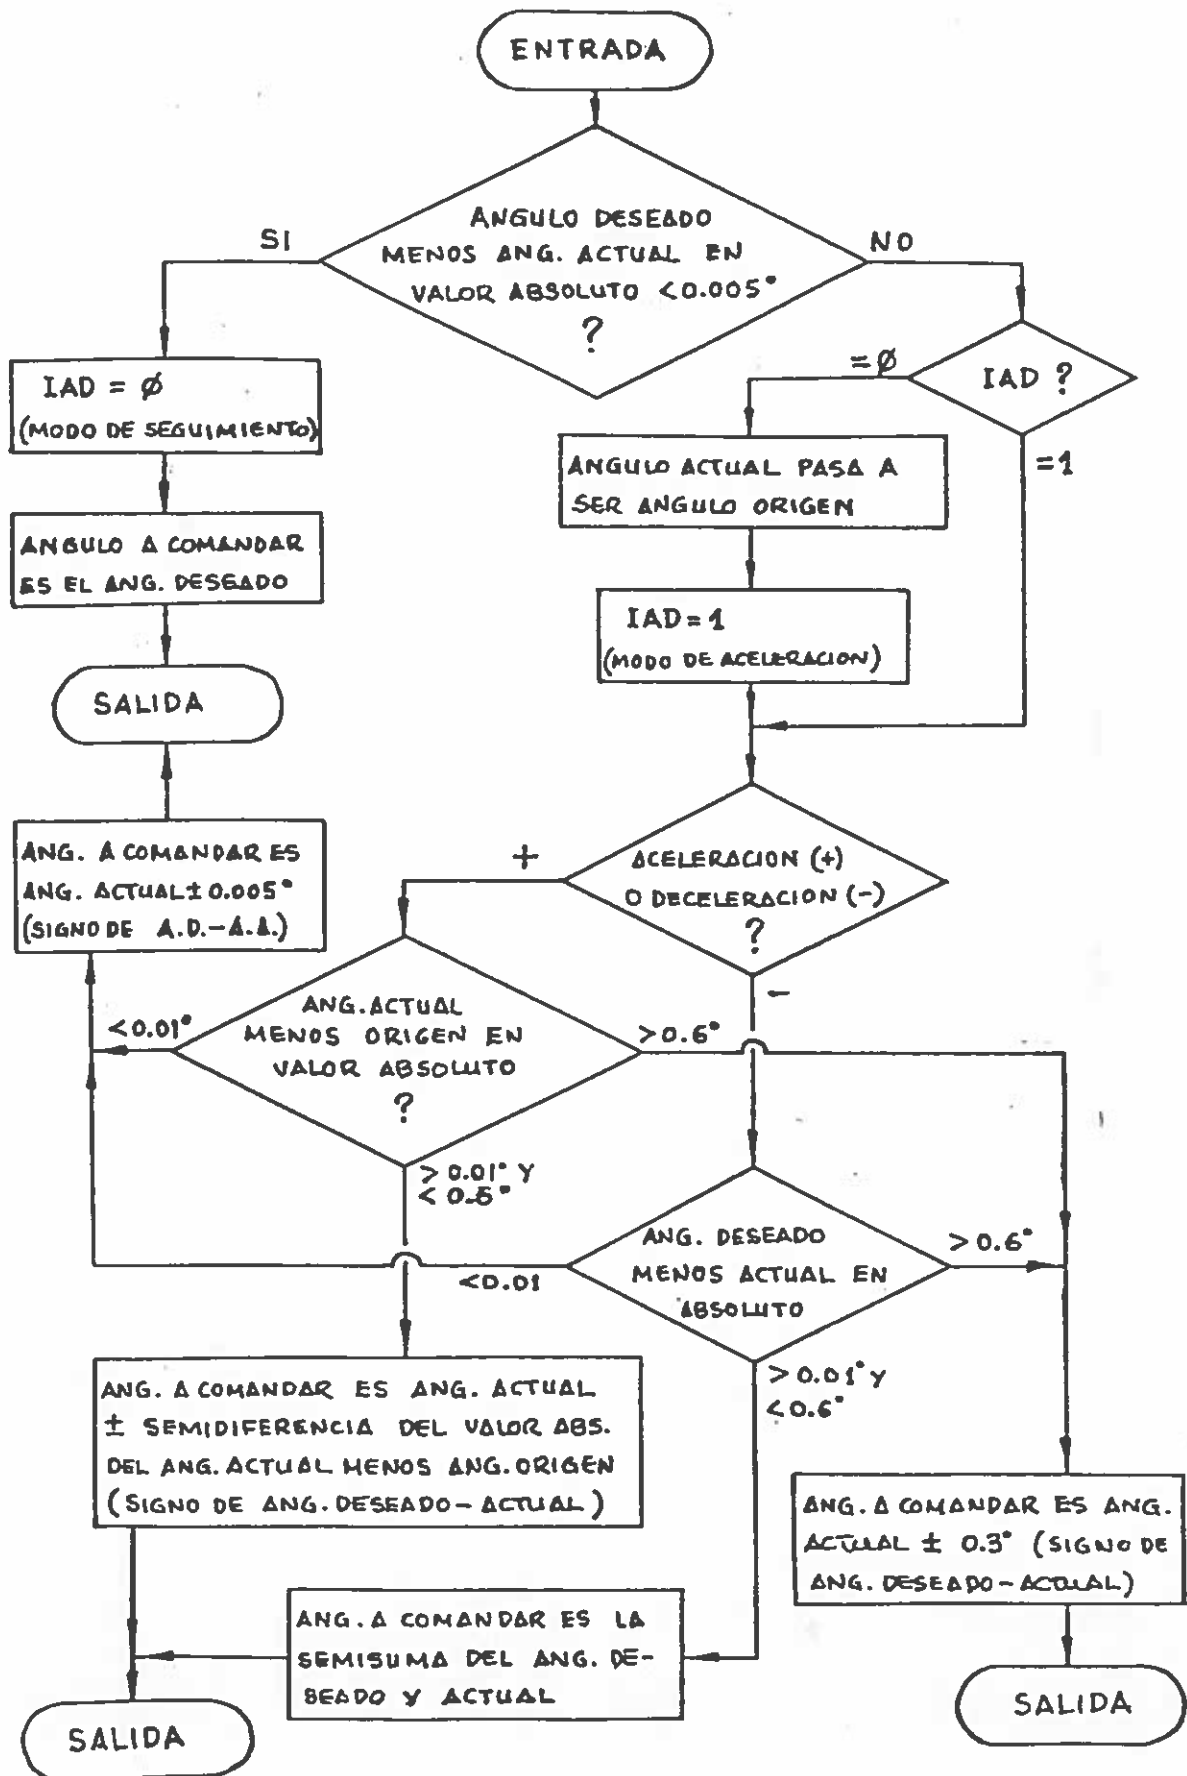 ENTRADA
ANGULO DESEADO
MENOS ANG. ACTUAL EN
VALOR ABSOLUTO <0.005°
?
SI
NO
IAD = Ø
(MODO DE SEGUIMIENTO)
ANGULO A COMANDAR
ES EL ANG. DESEADO
SALIDA
IAD ?
=Ø
=1
ANGULO ACTUAL PASA A
SER ANGULO ORIGEN
IAD=1
(MODO DE ACELERACION)
ACELERACION (+)
O DECELERACION (-)
?
+
-
ANG. A COMANDAR ES
ANG. ACTUAL ± 0.005°
(SIGNO DE A.D.-A.A.)
ANG. ACTUAL
MENOS ORIGEN EN
VALOR ABSOLUTO
?
<0.01°
>0.6°
> 0.01° Y
< 0.6°
ANG. DESEADO
MENOS ACTUAL EN
ABSOLUTO
<0.01
>0.6°
> 0.01° Y
<0.6°
ANG. A COMANDAR ES ANG. ACTUAL
± SEMIDIFERENCIA DEL VALOR ABS.
DEL ANG. ACTUAL MENOS ANG. ORIGEN
(SIGNO DE ANG. DESEADO - ACTUAL)
ANG. A COMANDAR ES ANG.
ACTUAL ± 0.3° (SIGNO DE
ANG. DESEADO - ACTUAL)
ANG. A COMANDAR ES LA
SEMISUMA DEL ANG. DE-
SEADO Y ACTUAL
SALIDA
SALIDA